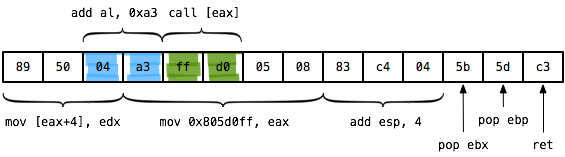 add al, 0xa3 call [eax]
89 50 04 a3 ff d0 05 08 83 c4 04 5b 5d c3
mov [eax+4], edx mov 0x805d0ff, eax add esp, 4
pop ebp
pop ebx ret